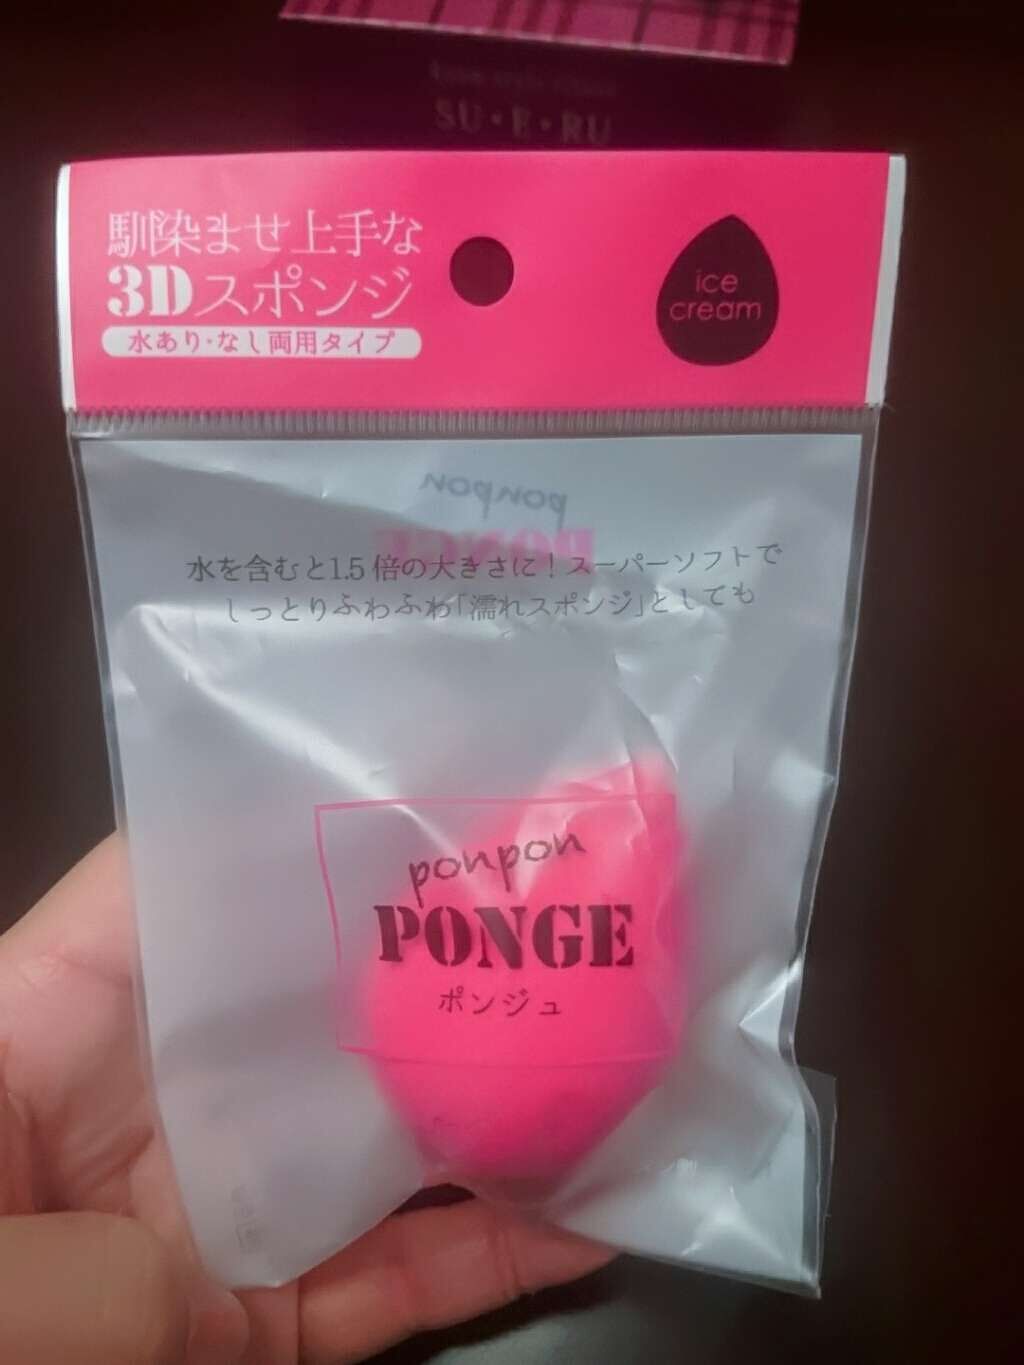 SU・E・RU
馴染ませ上手な
3Dスポンジ
水あり・なし両用タイプ
ice
cream
ponpon
PONGE
水を含むと1.5倍の大きさに!スーパーソフトで
しっとりふわふわ「濡れスポンジ」としても
ponpon
PONGE
ポンジュ